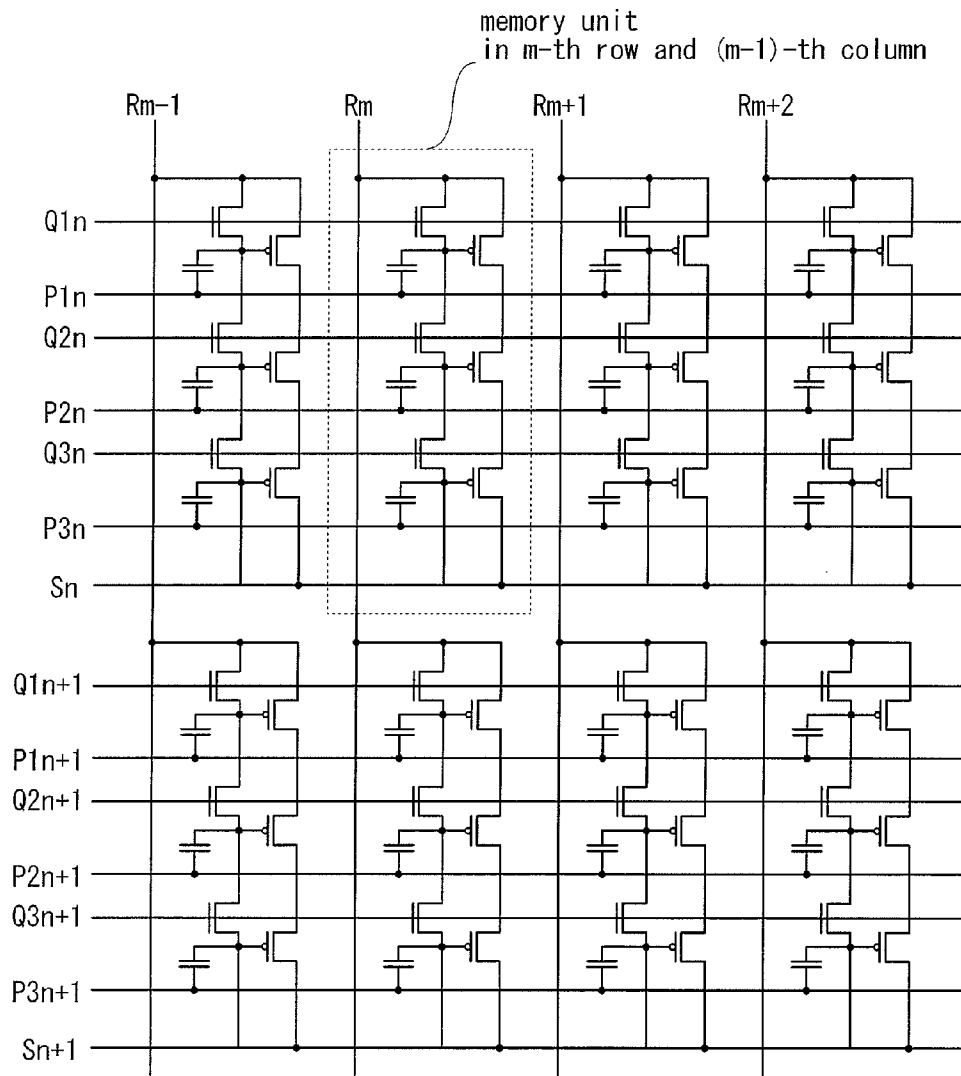 memory unit
in m-th row and (m-1)-th column
Rm-1 Rm Rm+1 Rm+2
Q1n
P1n
Q2n
P2n
Q3n
P3n
Sn
Q1n+1
P1n+1
Q2n+1
P2n+1
Q3n+1
P3n+1
Sn+1